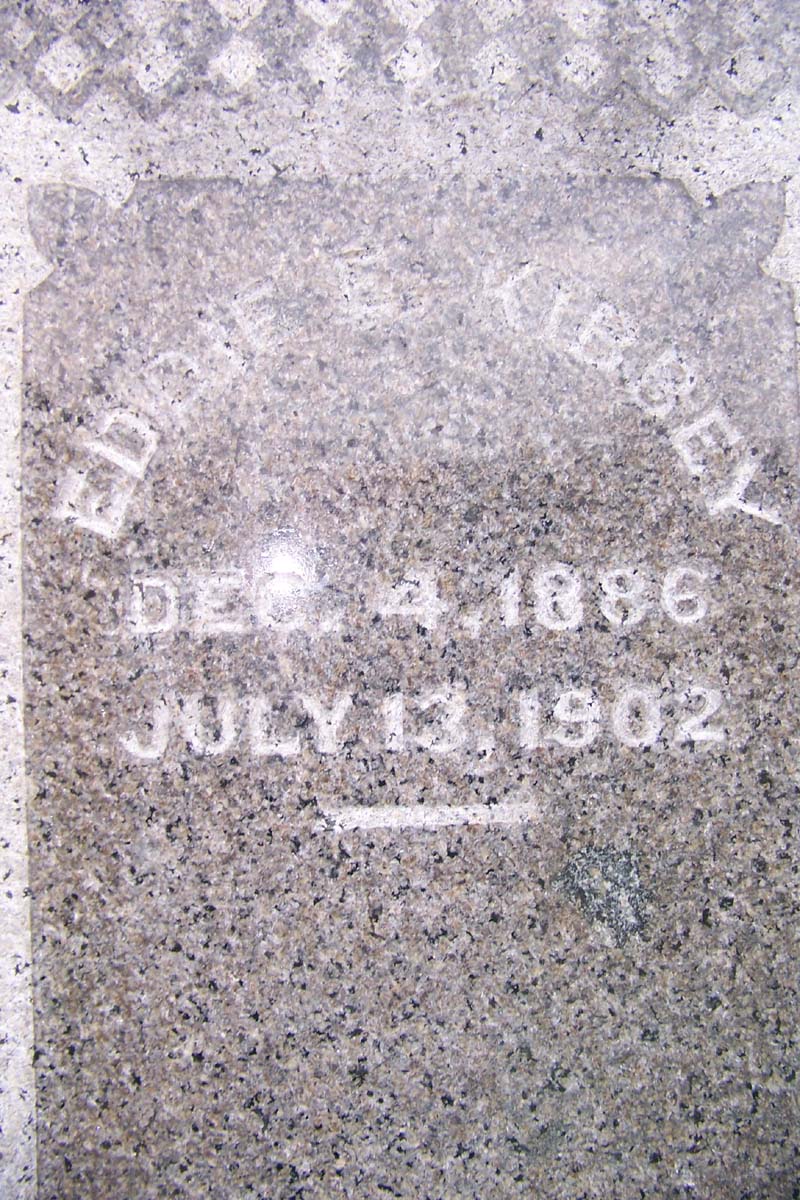 EDDIE E KIBBEY
DEC. 4, 1886
JULY 13, 1902